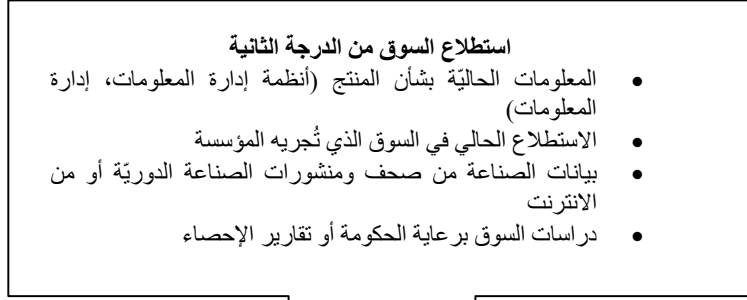 استطلاع السوق من الدرجة الثانية
• المعلومات الحاليّة بشأن المنتج (أنظمة إدارة المعلومات، إدارة
المعلومات)
• الاستطلاع الحالي في السوق الذي تُجريه المؤسسة
• بيانات الصناعة من صحف ومنشورات الصناعة الدوريّة أو من
الانترنت
• دراسات السوق برعاية الحكومة أو تقارير الإحصاء